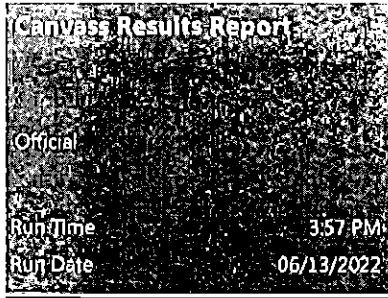 Canvass Results Report
Official
Run Time 3:57 PM
Run Date 06/13/2022